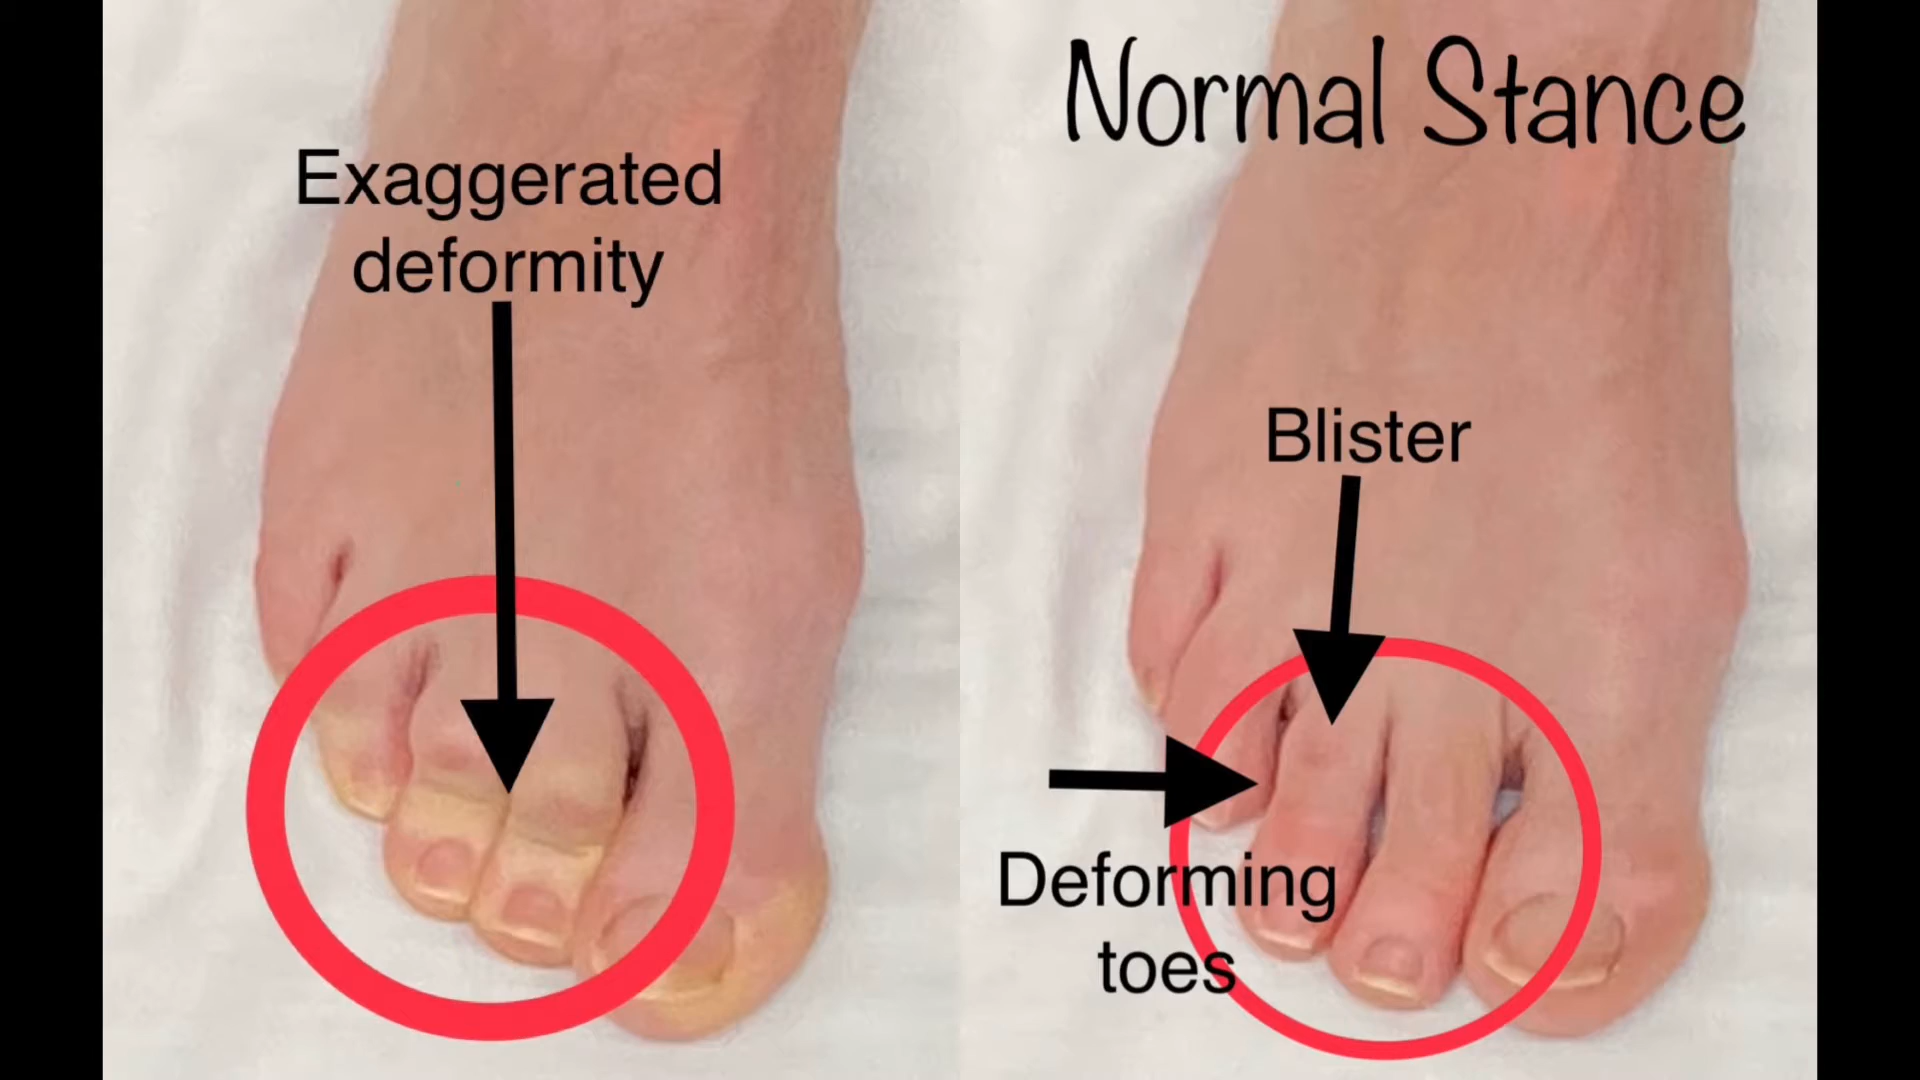 Exaggerated
deformity
Normal Stance
Blister
Deforming
toes